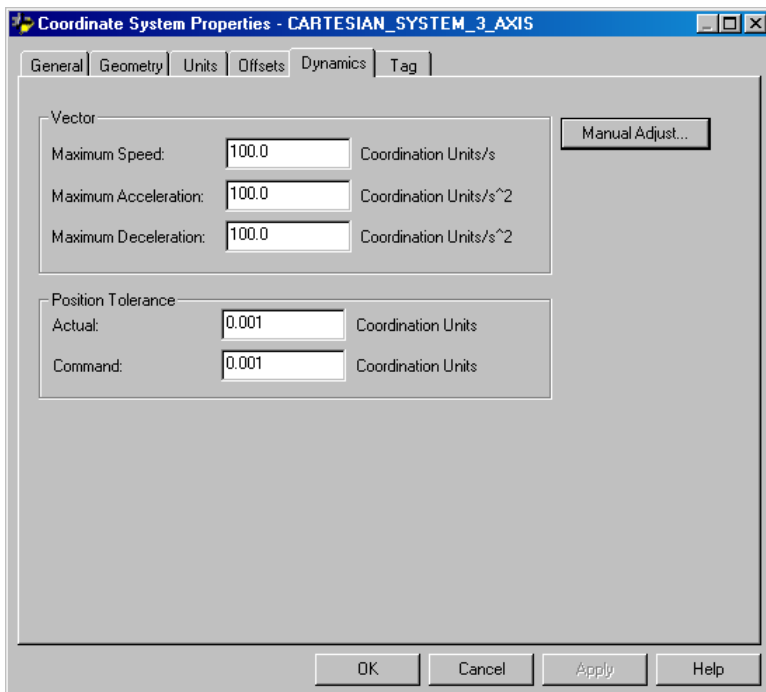 Coordinate System Properties - CARTESIAN_SYSTEM_3_AXIS
General Geometry Units Offsets Dynamics Tag
Vector
Manual Adjust...
Maximum Speed: 100.0 Coordination Units/s
Maximum Acceleration: 100.0 Coordination Units/s^2
Maximum Deceleration: 100.0 Coordination Units/s^2
Position Tolerance
Actual: 0.001 Coordination Units
Command: 0.001 Coordination Units
OK Cancel Apply Help